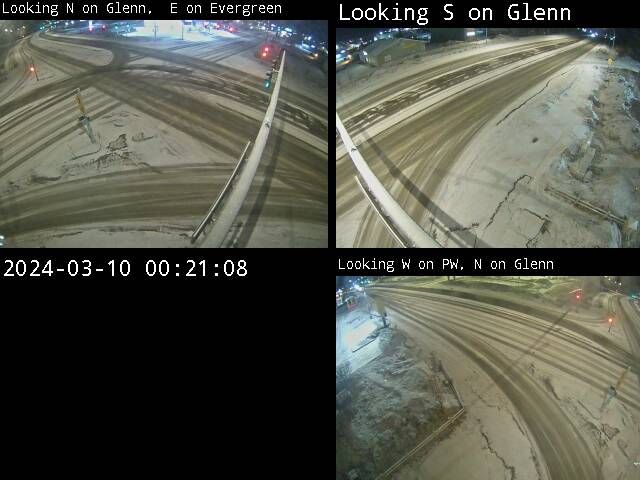 Looking N on Glenn,  E on Evergreen
Looking S on Glenn
2024-03-10 00:21:08
Looking W on PW, N on Glenn